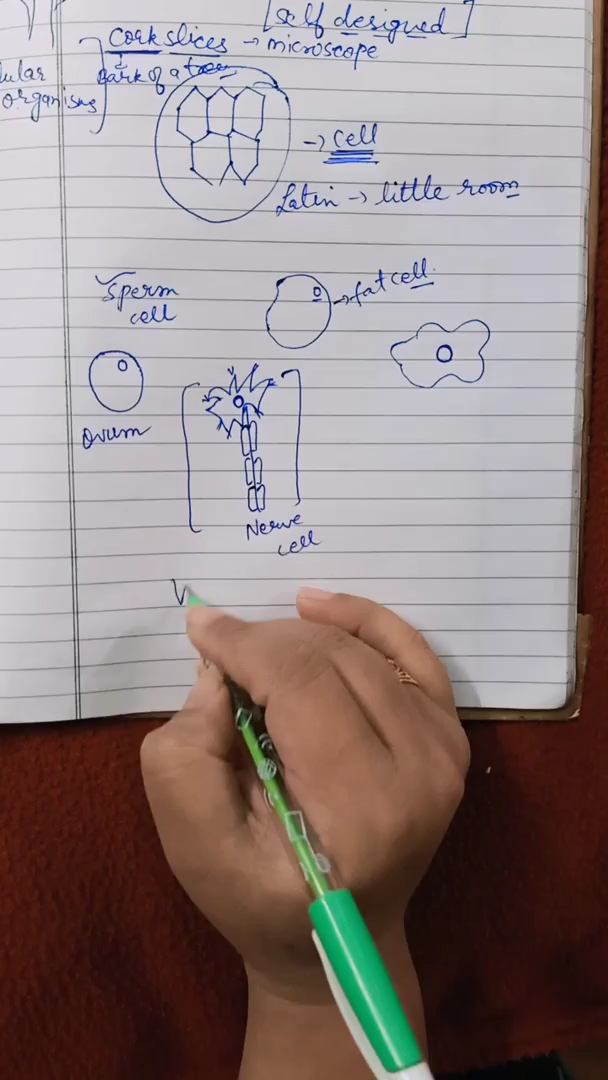 [self designed]
cork slices → microscope
Bark of a tree
lular
organisms
→ cell
Latin → little room
Sperm
cell
→ fat cell.
Ovum
Nerve
cell
V